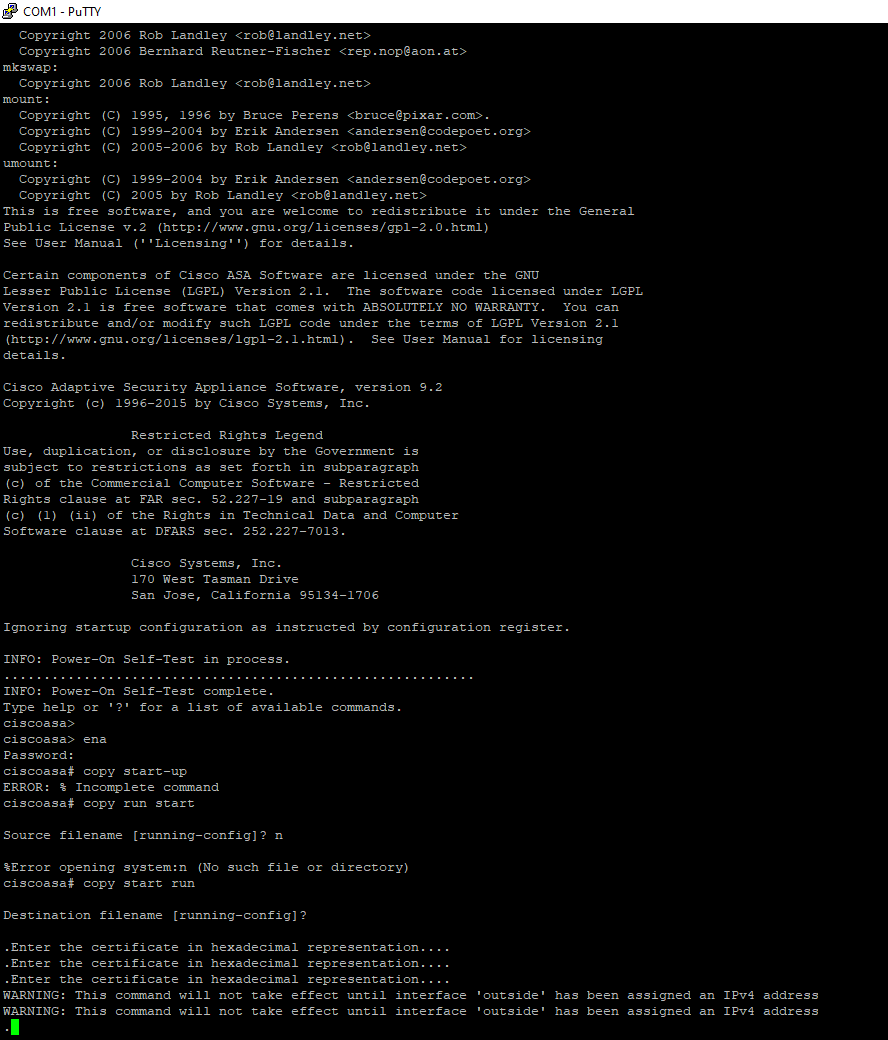 COM1 - PuTTY
Copyright 2006 Rob Landley <rob@landley.net>
Copyright 2006 Bernhard Reutner-Fischer <rep.nop@aon.at>
mkswap:
Copyright 2006 Rob Landley <rob@landley.net>
mount:
Copyright (C) 1995, 1996 by Bruce Perens <bruce@pixar.com>.
Copyright (C) 1999-2004 by Erik Andersen <andersen@codepoet.org>
Copyright (C) 2005-2006 by Rob Landley <rob@landley.net>
umount:
Copyright (C) 1999-2004 by Erik Andersen <andersen@codepoet.org>
Copyright (C) 2005 by Rob Landley <rob@landley.net>
This is free software, and you are welcome to redistribute it under the General
Public License v.2 (http://www.gnu.org/licenses/gpl-2.0.html)
See User Manual (''Licensing'') for details.
Certain components of Cisco ASA Software are licensed under the GNU
Lesser Public License (LGPL) Version 2.1.  The software code licensed under LGPL
Version 2.1 is free software that comes with ABSOLUTELY NO WARRANTY.  You can
redistribute and/or modify such LGPL code under the terms of LGPL Version 2.1
(http://www.gnu.org/licenses/lgpl-2.1.html).  See User Manual for licensing
details.
Cisco Adaptive Security Appliance Software, version 9.2
Copyright (c) 1996-2015 by Cisco Systems, Inc.
Restricted Rights Legend
Use, duplication, or disclosure by the Government is
subject to restrictions as set forth in subparagraph
(c) of the Commercial Computer Software - Restricted
Rights clause at FAR sec. 52.227-19 and subparagraph
(c) (1) (ii) of the Rights in Technical Data and Computer
Software clause at DFARS sec. 252.227-7013.
Cisco Systems, Inc.
170 West Tasman Drive
San Jose, California 95134-1706
Ignoring startup configuration as instructed by configuration register.
INFO: Power-On Self-Test in process.
...........................................................
INFO: Power-On Self-Test complete.
Type help or '?' for a list of available commands.
ciscoasa>
ciscoasa> ena
Password:
ciscoasa# copy start-up
ERROR: % Incomplete command
ciscoasa# copy run start
Source filename [running-config]? n
%Error opening system:n (No such file or directory)
ciscoasa# copy start run
Destination filename [running-config]?
.Enter the certificate in hexadecimal representation....
.Enter the certificate in hexadecimal representation....
.Enter the certificate in hexadecimal representation....
WARNING: This command will not take effect until interface 'outside' has been assigned an IPv4 address
WARNING: This command will not take effect until interface 'outside' has been assigned an IPv4 address
.